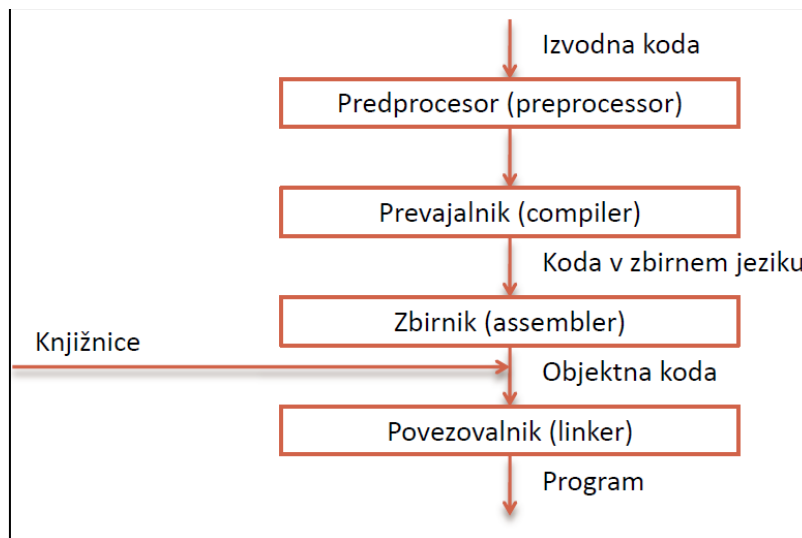 Izvodna koda
Predprocesor (preprocessor)
Prevajalnik (compiler)
Koda v zbirnem jeziku
Zbirnik (assembler)
Knjižnice
Objektna koda
Povezovalnik (linker)
Program